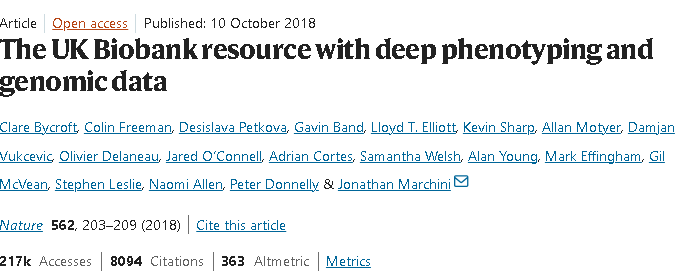 Article Open access Published: 10 October 2018
The UK Biobank resource with deep phenotyping and
genomic data
Clare Bycroft, Colin Freeman, Desislava Petkova, Gavin Band, Lloyd T. Elliott, Kevin Sharp, Allan Motyer, Damjan
Vukcevic, Olivier Delaneau, Jared O’Connell, Adrian Cortes, Samantha Welsh, Alan Young, Mark Effingham, Gil
McVean, Stephen Leslie, Naomi Allen, Peter Donnelly & Jonathan Marchini
Nature 562, 203–209 (2018) Cite this article
217k Accesses 8094 Citations 363 Altmetric Metrics